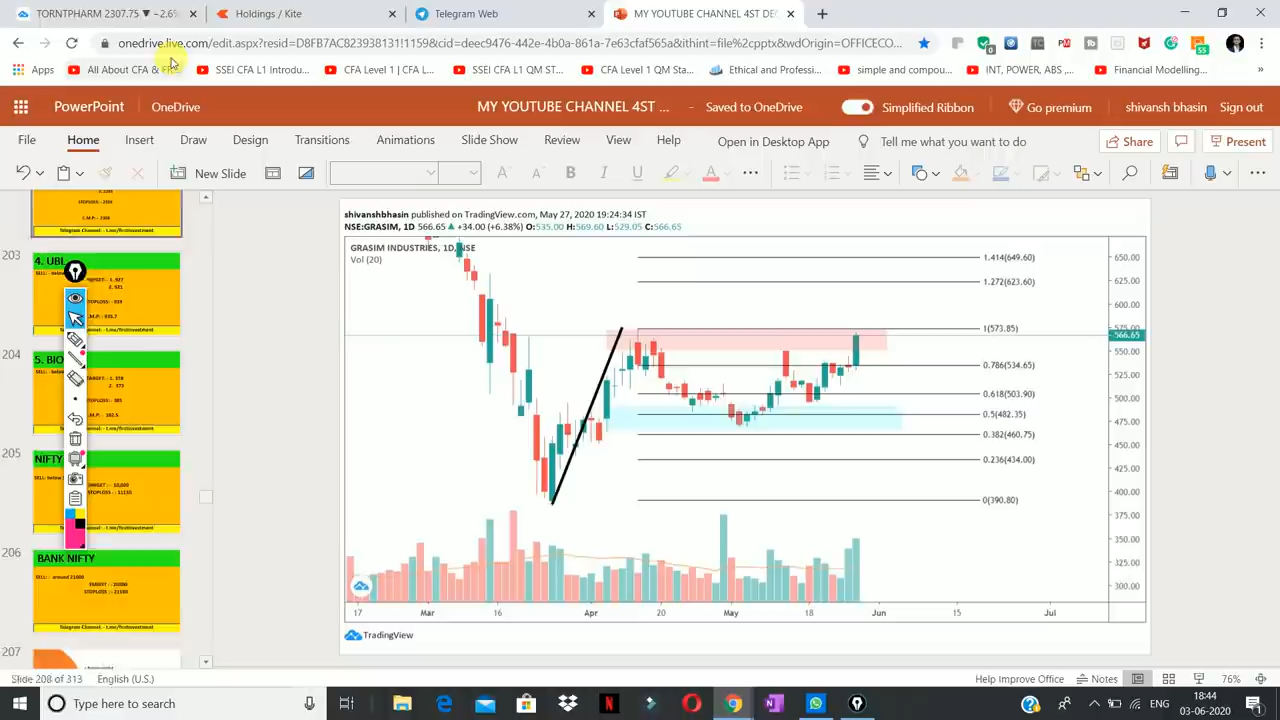 TORNTPHARM 2307.75 ▼ −2.6%
Holdings / Kite
Telegram Web
MY YOUTUBE CHANNEL 4ST DEC
onedrive.live.com/edit.aspx?resid=D8FB7AC823938131!1159&cid=deec9f76-442e-4b0a-861a-7e63cfaf565a&ithint=file%2cpptx&wdOrigin=OFFICECO...
Apps
All About CFA & FR
SSEI CFA L1 Introdu...
CFA Level 1 | CFA L...
SSEI CFA L1 QM ST...
CFA Level 1 QM Sta...
Ethical and Professi...
simple and compou...
INT, POWER, ABS ,...
Financial Modelling...
»
PowerPoint
OneDrive
MY YOUTUBE CHANNEL 4ST ...
- Saved to OneDrive
Simplified Ribbon
Go premium
shivansh bhasin
Sign out
File
Home
Insert
Draw
Design
Transitions
Animations
Slide Show
Review
View
Help
Open in Desktop App
Tell me what you want to do
Share
Present
New Slide
203
4. UBL
204
5. BIO
205
NIFTY
206
BANK NIFTY
SELL: - around 21000
207
shivanshbhasin published on TradingView.com, May 27, 2020 19:24:34 IST
NSE:GRASIM, 1D 566.65 ▲ +34.00 (+6.38%) O:535.00 H:569.60 L:529.05 C:566.65
GRASIM INDUSTRIES, 1D, NSE
Vol (20)
1.414(649.60)
1.272(623.60)
1(573.85)
0.786(534.65)
0.618(503.90)
0.5(482.35)
0.382(460.75)
0.236(434.00)
0(390.80)
650.00
625.00
600.00
575.00
566.65
550.00
525.00
500.00
475.00
450.00
425.00
400.00
375.00
350.00
325.00
300.00
17
Mar
16
Apr
20
May
18
Jun
15
Jul
TradingView
Slide 208 of 313
English (U.S.)
Help Improve Office
Notes
76%
Type here to search
ENG
18:44
03-06-2020